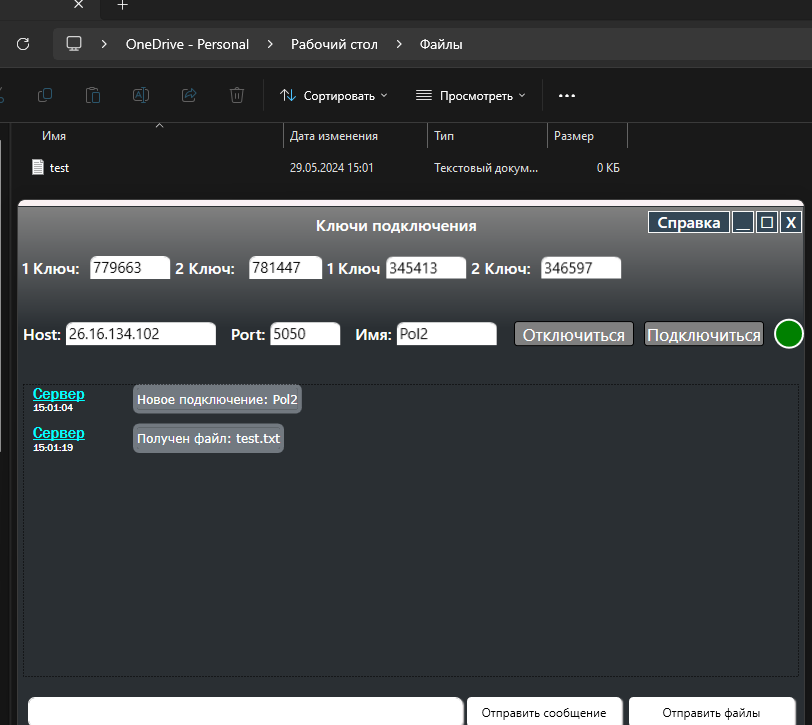 OneDrive - Personal > Рабочий стол > Файлы
Сортировать Просмотреть
Имя Дата изменения Тип Размер
test 29.05.2024 15:01 Текстовый докум... 0 КБ
Ключи подключения Справка _ X
1 Ключ: 779663 2 Ключ: 781447 1 Ключ 345413 2 Ключ: 346597
Host: 26.16.134.102 Port: 5050 Имя: Pol2 Отключиться Подключиться
Сервер Новое подключение: Pol2
15:01:04
Сервер Получен файл: test.txt
15:01:19
Отправить сообщение Отправить файлы